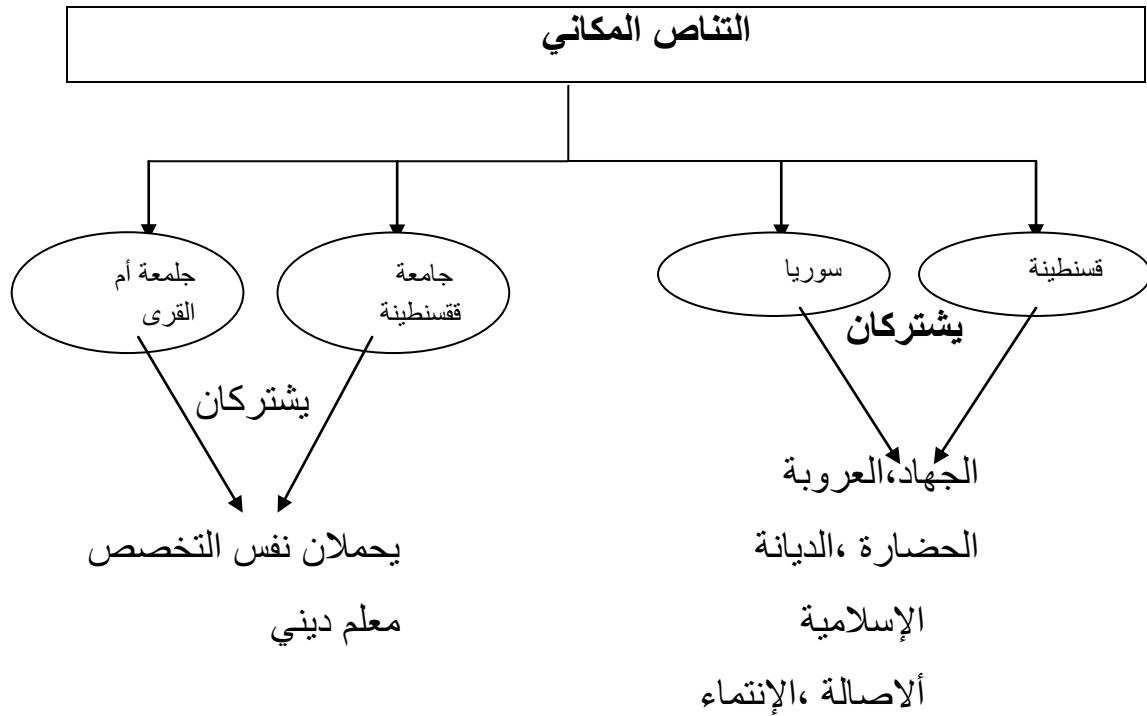 التناص المكاني
قسنطينة
سوريا
جامعة
ققسنطينة
جلمعة أم
القرى
يشتركان
يشتركان
الجهاد،العروبة
الحضارة ،الديانة
الإسلامية
ألاصالة ،الإنتماء
يحملان نفس التخصص
معلم ديني